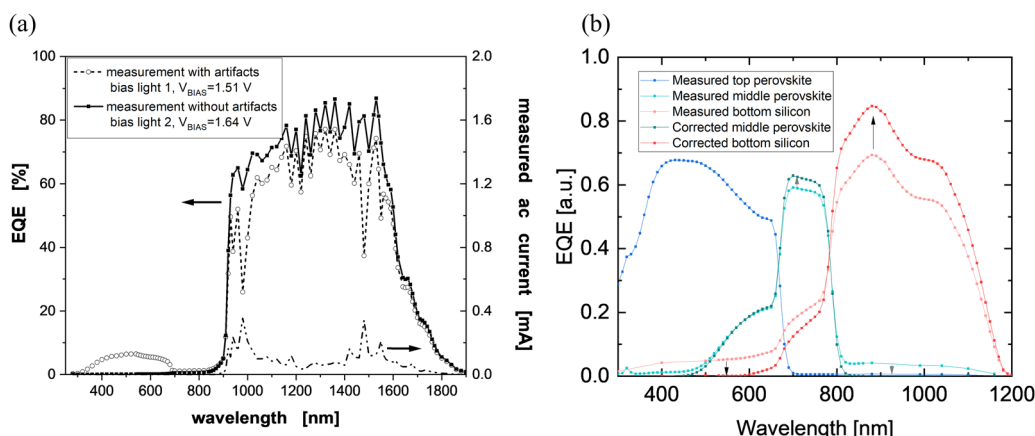 (a)
(b)
100
80
60
40
20
0
EQE [%]
2.0
1.6
1.2
0.8
0.4
0.0
measured ac current [mA]
measurement with artifacts
bias light 1, VBIAS=1.51 V
measurement without artifacts
bias light 2, VBIAS=1.64 V
400 600 800 1000 1200 1400 1600 1800
wavelength [nm]
1.0
0.8
0.6
0.4
0.2
0.0
EQE [a.u.]
Measured top perovskite
Measured middle perovskite
Measured bottom silicon
Corrected middle perovskite
Corrected bottom silicon
400 600 800 1000 1200
Wavelength [nm]